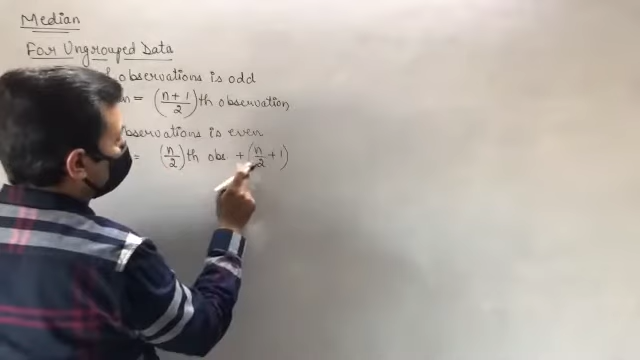 Median
For Ungrouped Data
observations is odd
= (n + 1 / 2)th observation
observations is even
= (n / 2)th obs. + (n / 2 + 1)